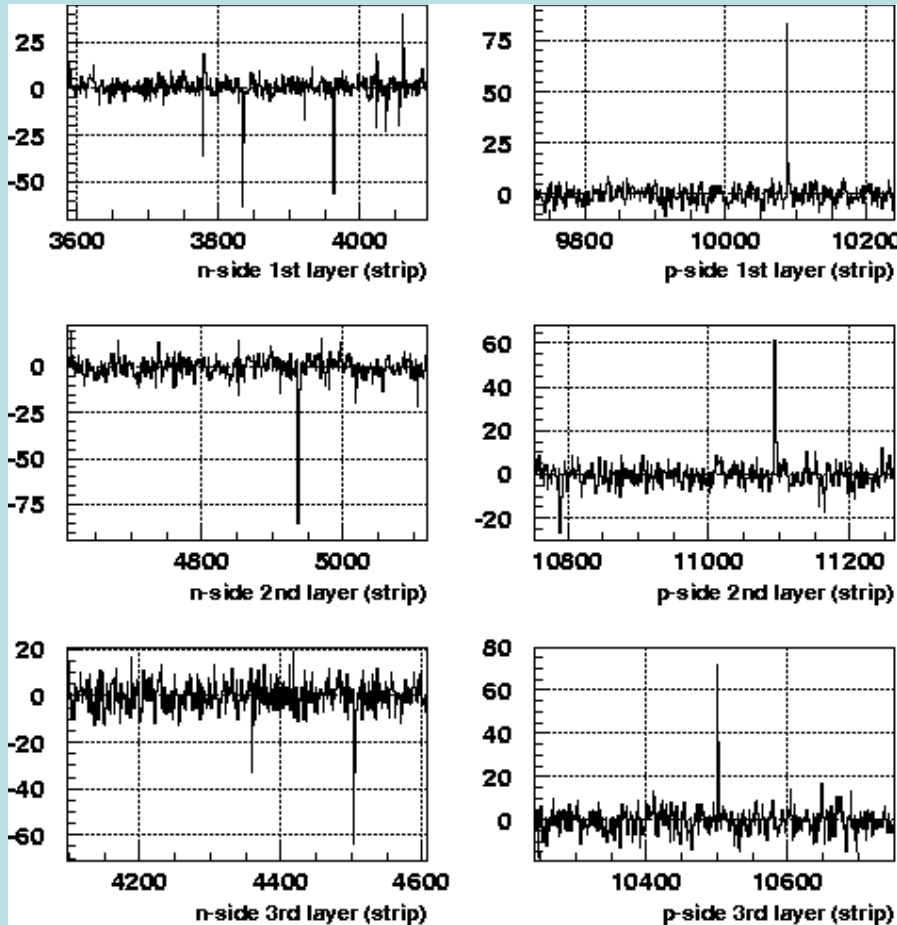 25
0
-25
-50
3600 3800 4000
n-side 1st layer (strip)
75
50
25
0
9800 10000 10200
p-side 1st layer (strip)
0
-25
-50
-75
4800 5000
n-side 2nd layer (strip)
60
40
20
0
-20
10800 11000 11200
p-side 2nd layer (strip)
20
0
-20
-40
-60
4200 4400 4600
n-side 3rd layer (strip)
80
60
40
20
0
10400 10600
p-side 3rd layer (strip)